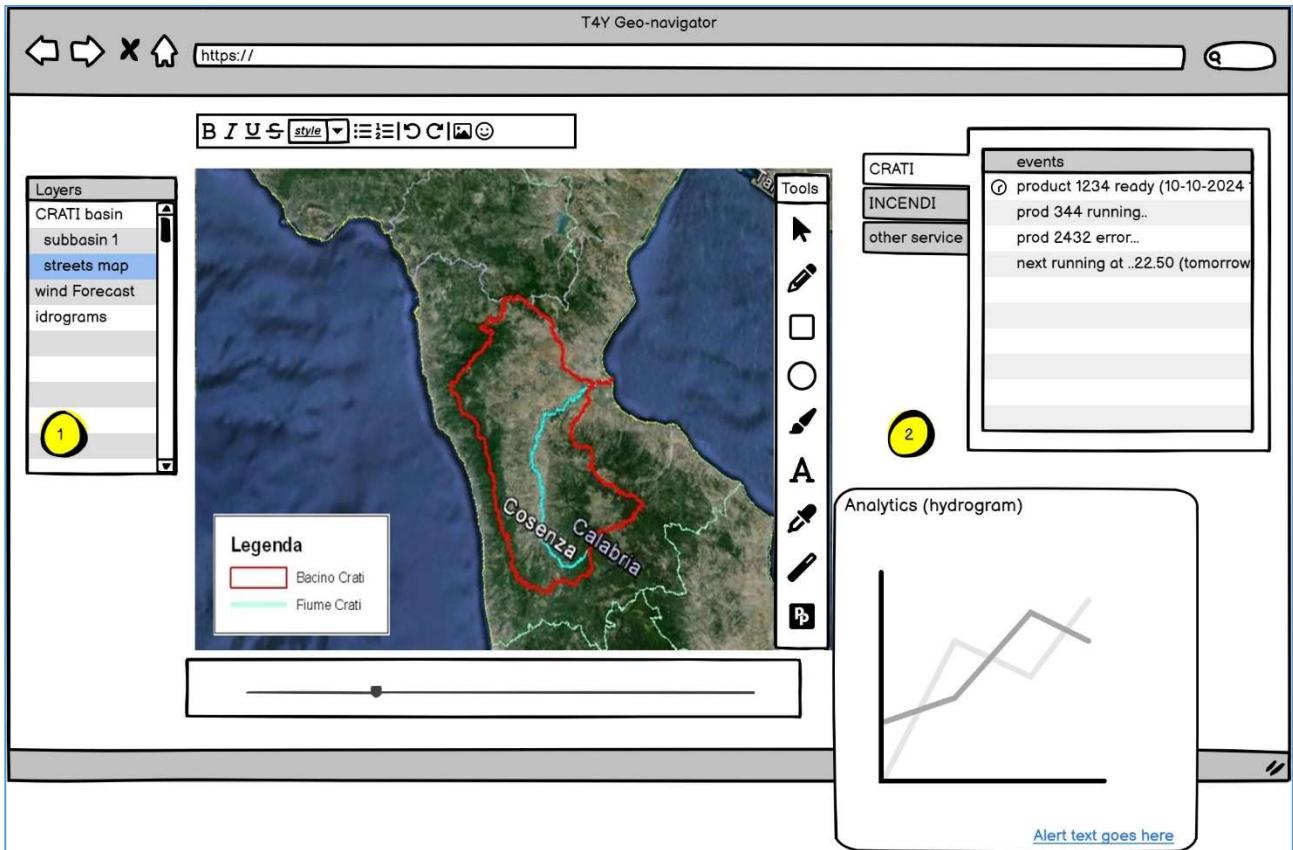 T4Y Geo-navigator
https://
B I U S style
Layers
CRATI basin
subbasin 1
streets map
wind Forecast
idrograms
1
Tools
A
Cosenza
Calabria
Legenda
Bacino Crati
Fiume Crati
CRATI
INCENDI
other service
events
product 1234 ready (10-10-2024
prod 344 running..
prod 2432 error...
next running at ..22.50 (tomorrow
2
Analytics (hydrogram)
Alert text goes here